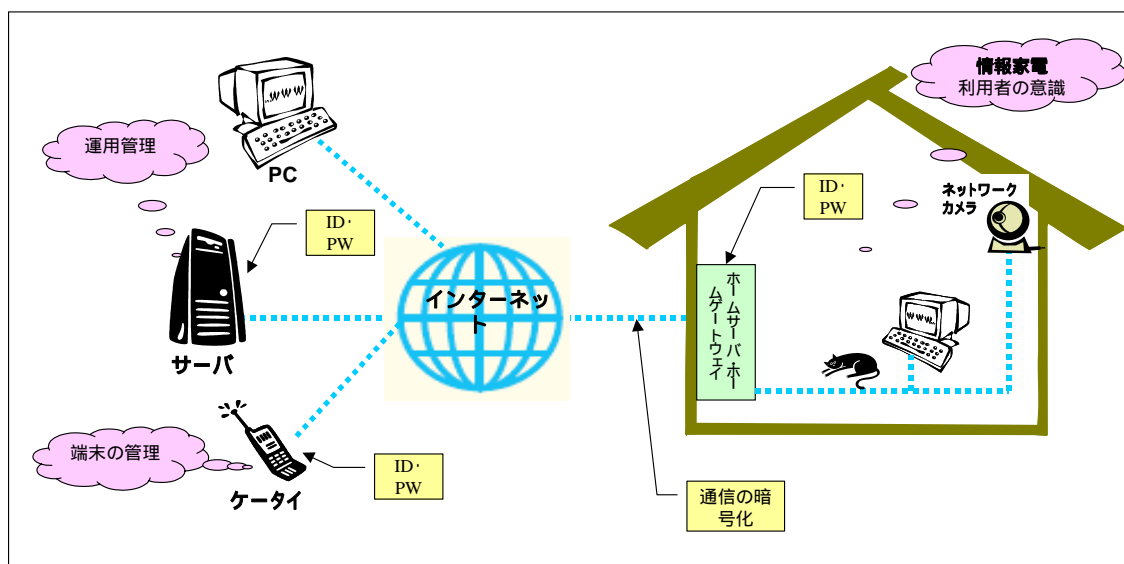 情報家電
利用者の意識
運用管理
PC
ID・
PW
サーバ
インターネッ
ト
ID・
PW
ネットワーク
カメラ
ホームサーバ・ホー
ムゲートウェイ
端末の管理
ケータイ
ID・
PW
通信の暗
号化
WWW
WWW